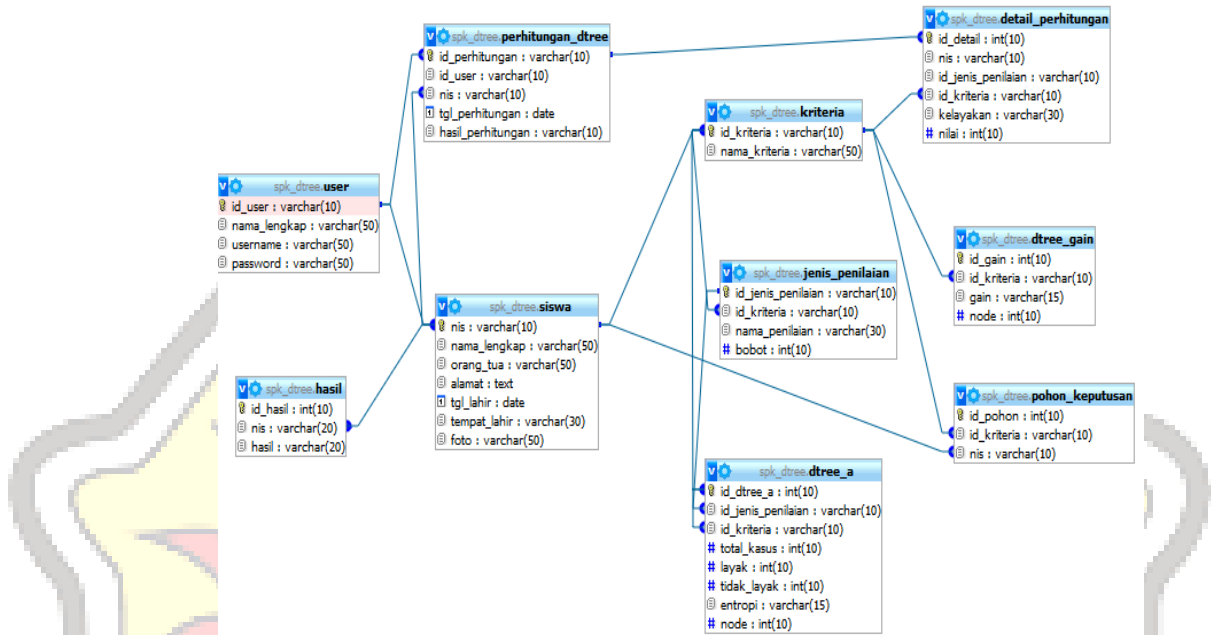 spk_dtree.perhitungan_dtree
id_perhitungan : varchar(10)
id_user : varchar(10)
nis : varchar(10)
tgl_perhitungan : date
hasil_perhitungan : varchar(10)
spk_dtree.detail_perhitungan
id_detail : int(10)
nis : varchar(10)
id_jenis_penilaian : varchar(10)
id_kriteria : varchar(10)
kelayakan : varchar(30)
# nilai : int(10)
spk_dtree.kriteria
id_kriteria : varchar(10)
nama_kriteria : varchar(50)
spk_dtree.user
id_user : varchar(10)
nama_lengkap : varchar(50)
username : varchar(50)
password : varchar(50)
spk_dtree.dtree_gain
id_gain : int(10)
id_kriteria : varchar(10)
gain : varchar(15)
# node : int(10)
spk_dtree.jenis_penilaian
id_jenis_penilaian : varchar(10)
id_kriteria : varchar(10)
nama_penilaian : varchar(30)
# bobot : int(10)
spk_dtree.siswa
nis : varchar(10)
nama_lengkap : varchar(50)
orang_tua : varchar(50)
alamat : text
tgl_lahir : date
tempat_lahir : varchar(30)
foto : varchar(50)
spk_dtree.hasil
id_hasil : int(10)
nis : varchar(20)
hasil : varchar(20)
spk_dtree.pohon_keputusan
id_pohon : int(10)
id_kriteria : varchar(10)
nis : varchar(10)
spk_dtree.dtree_a
id_dtree_a : int(10)
id_jenis_penilaian : varchar(10)
id_kriteria : varchar(10)
# total_kasus : int(10)
# layak : int(10)
# tidak_layak : int(10)
entropi : varchar(15)
# node : int(10)